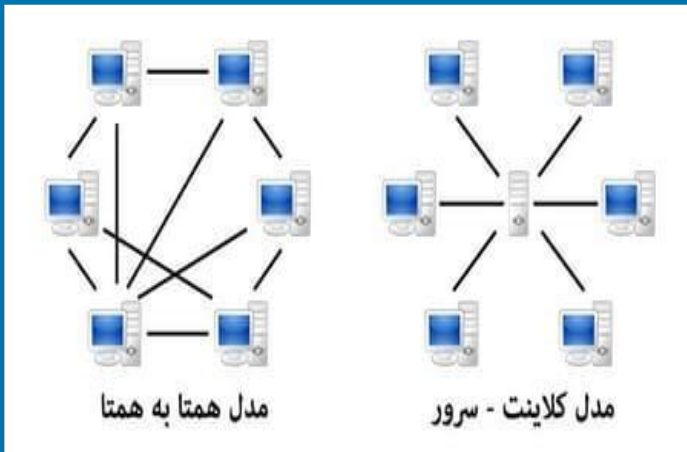 مدل کلاینت - سرور
مدل همتا به همتا